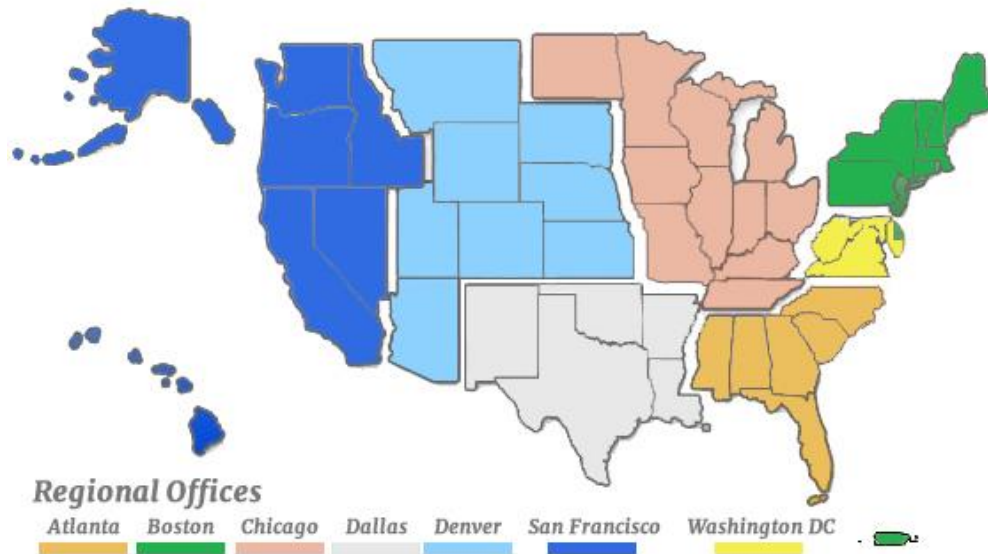 Regional Offices
Atlanta Boston Chicago Dallas Denver San Francisco Washington DC